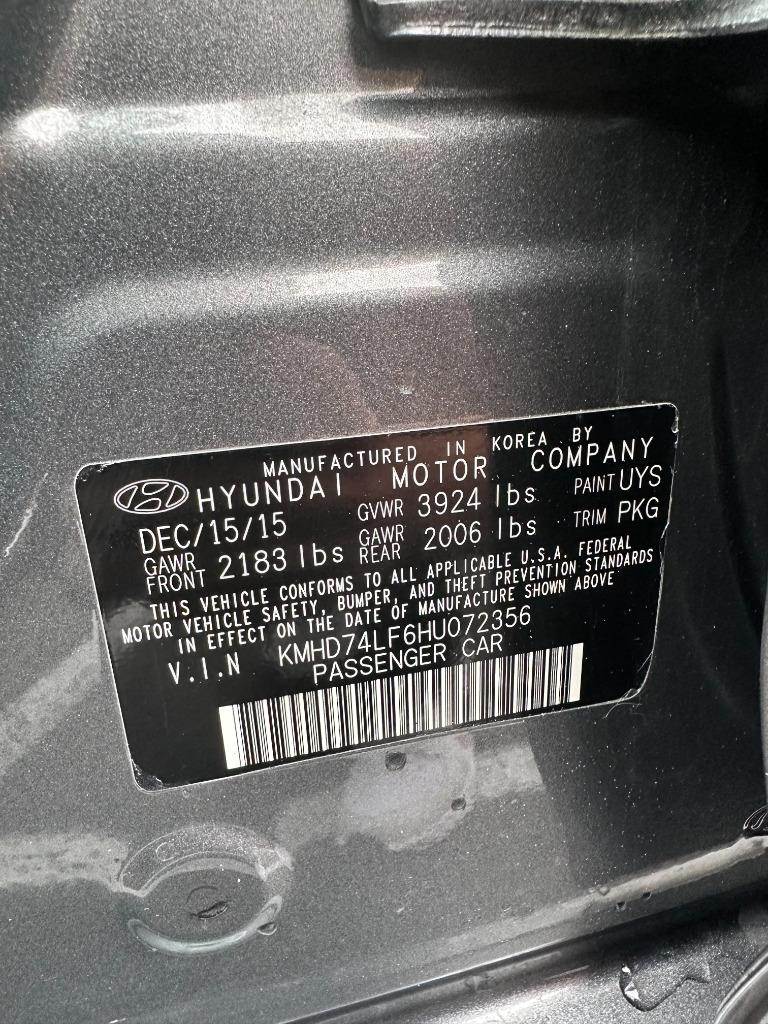 MANUFACTURED IN KOREA BY
HYUNDAI MOTOR COMPANY
DEC/15/15 GVWR 3924 lbs PAINT UYS
GAWR FRONT 2183 lbs GAWR REAR 2006 lbs TRIM PKG
THIS VEHICLE CONFORMS TO ALL APPLICABLE U.S.A. FEDERAL
MOTOR VEHICLE SAFETY, BUMPER, AND THEFT PREVENTION STANDARDS
IN EFFECT ON THE DATE OF MANUFACTURE SHOWN ABOVE
V.I.N KMHD74LF6HU072356
PASSENGER CAR